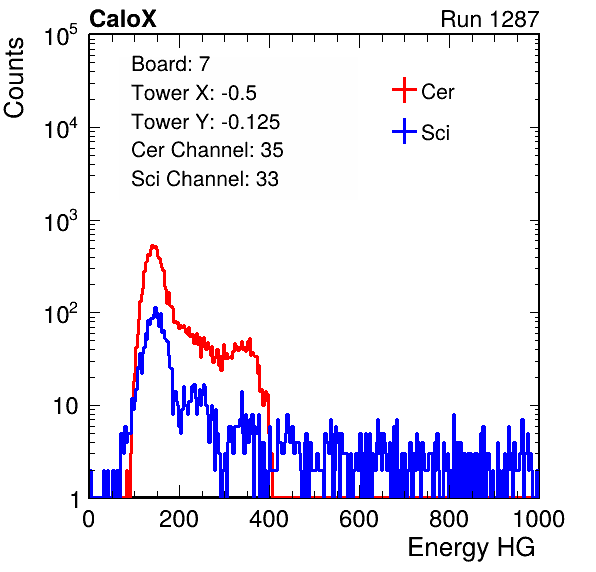 CaloX Run 1287
Counts
Board: 7
Tower X: -0.5
Tower Y: -0.125
Cer Channel: 35
Sci Channel: 33
Cer
Sci
10^5
10^4
10^3
10^2
10
1
0 200 400 600 800 1000
Energy HG